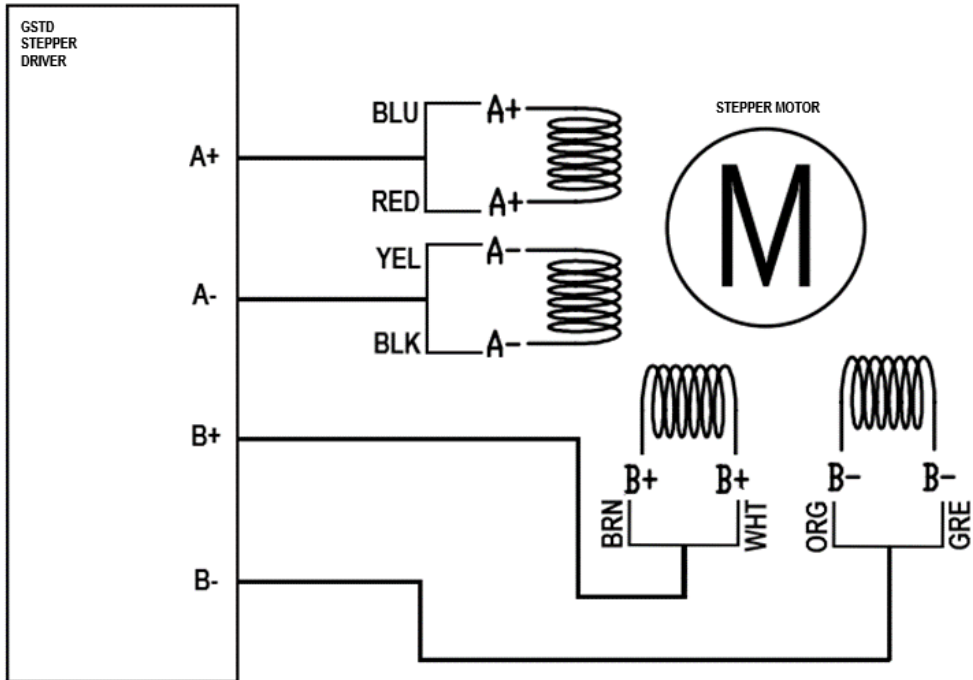 GSTD
STEPPER
DRIVER
STEPPER MOTOR
M
BLU
A+
A+
RED
A+
YEL
A-
A-
BLK
A-
B+
B+
B+
BRN
WHT
B-
B-
ORG
GRE
B-